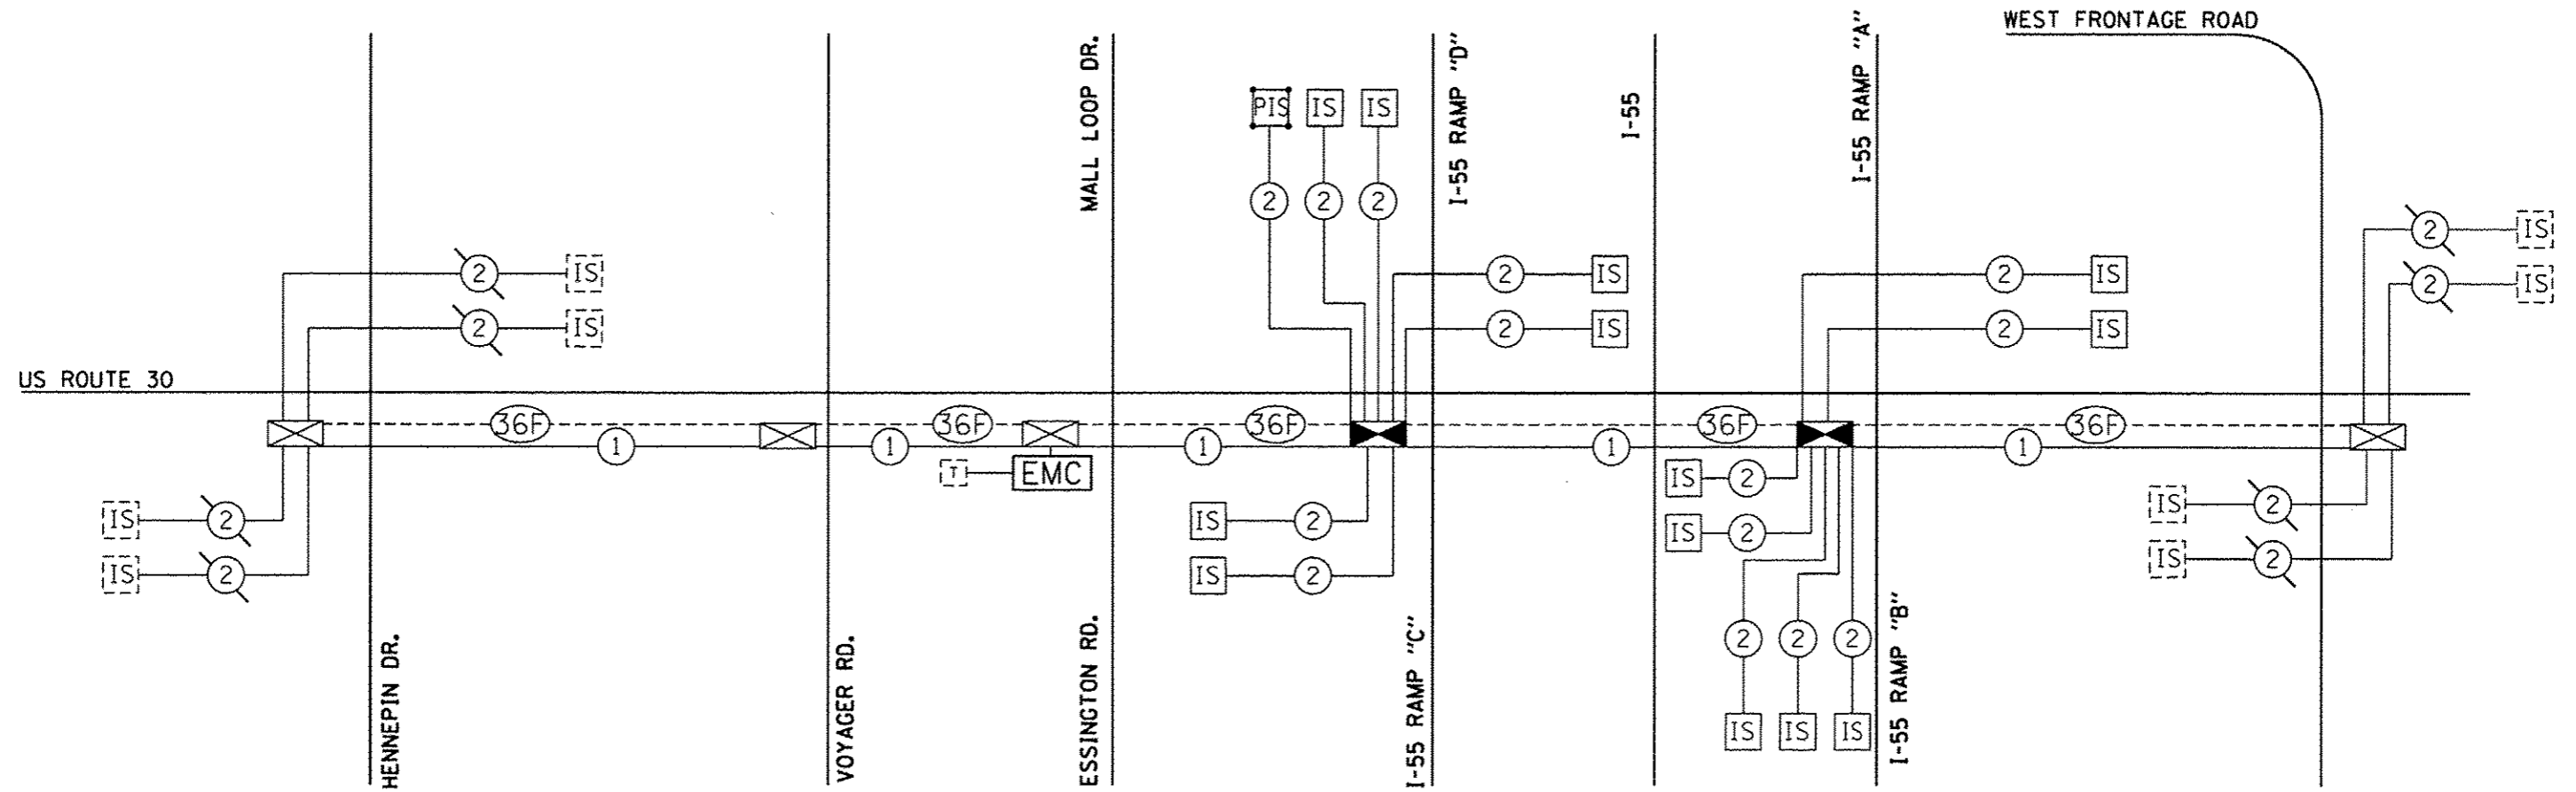 WEST FRONTAGE ROAD
MALL LOOP DR.
I-55 RAMP "D"
I-55
I-55 RAMP "A"
PIS IS IS
2 2 2
2 IS
2 IS
2 IS
2 IS
2 IS
2 IS
2 IS
2 IS
US ROUTE 30
36F 36F 36F 36F 36F
1 1 1 1 1
T EMC
IS 2
IS 2
IS 2
IS 2
IS 2
IS 2
IS 2
IS 2
2 2 2
IS IS IS
HENNEPIN DR.
VOYAGER RD.
ESSINGTON RD.
I-55 RAMP "C"
I-55 RAMP "B"